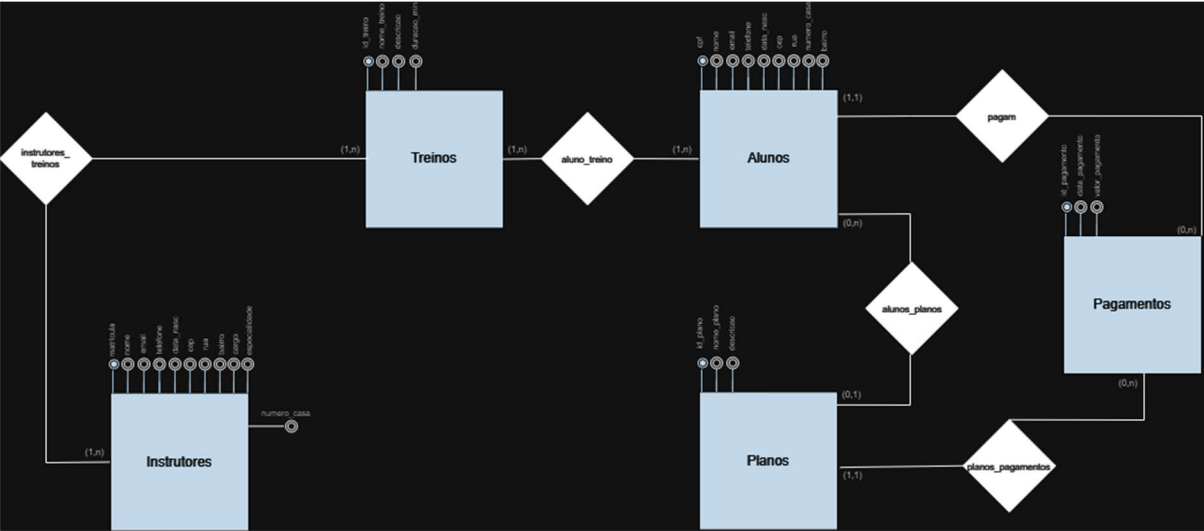 id_treino
nome_treino
descricao
duracao_min
cpf
nome
email
telefone
data_nasc
cep
rua
numero_casa
bairro
(1,1)
pagam
instrutores_
treinos
(1,n)
Treinos
(1,n)
aluno_treino
(1,n)
Alunos
id_pagamento
data_pagamento
valor_pagamento
(0,n)
(0,n)
Pagamentos
alunos_planos
matricula
nome
email
telefone
data_nasc
cep
rua
bairro
cargo
especialidade
id_plano
nome_plano
descricao
(0,n)
(0,1)
numero_casa
(1,n)
Instrutores
Planos
(1,1)
planos_pagamentos